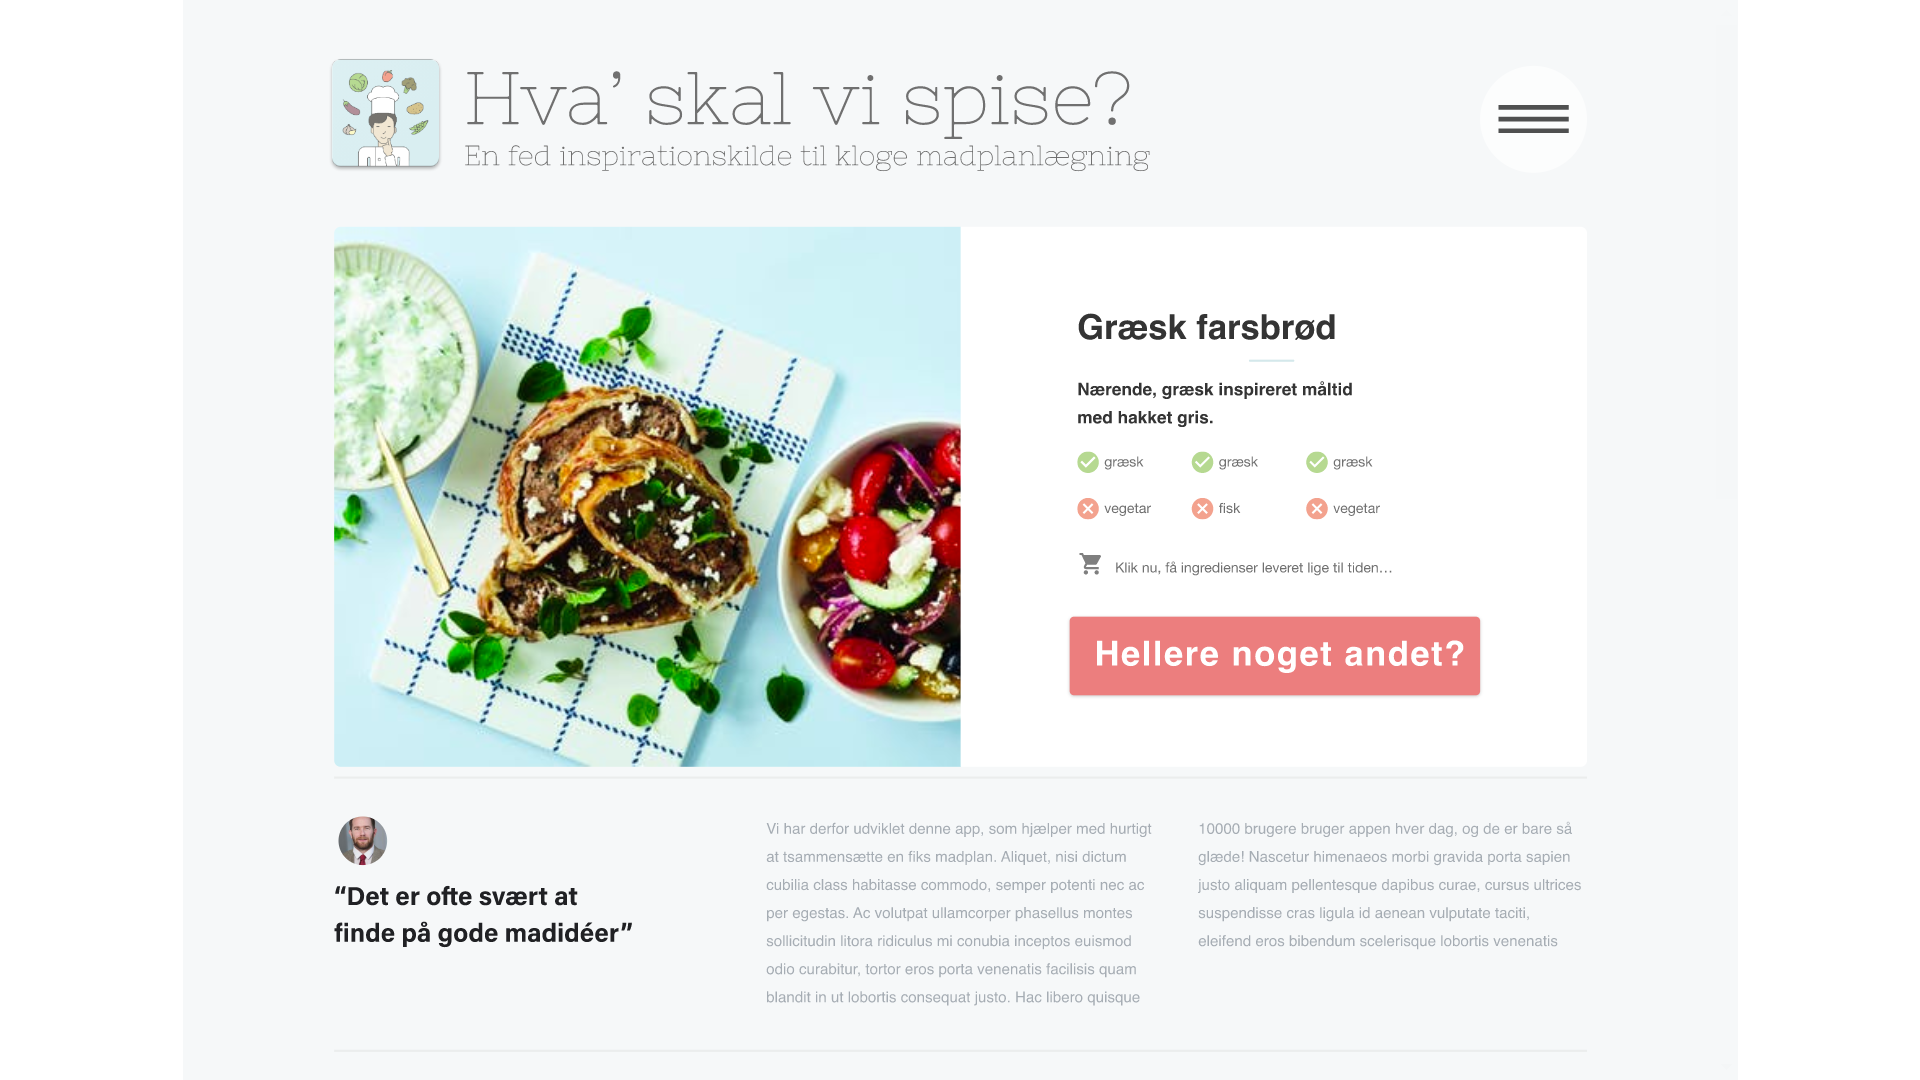 Hva’ skal vi spise?
En fed inspirationskilde til kloge madplanlægning
Græsk farsbrød
Nærende, græsk inspireret måltid
med hakket gris.
græsk græsk græsk
vegetar fisk vegetar
Klik nu, få ingredienser leveret lige til tiden…
Hellere noget andet?
“Det er ofte svært at
finde på gode madidéer”
Vi har derfor udviklet denne app, som hjælper med hurtigt
at tsammensætte en fiks madplan. Aliquet, nisi dictum
cubilia class habitasse commodo, semper potenti nec ac
per egestas. Ac volutpat ullamcorper phasellus montes
sollicitudin litora ridiculus mi conubia inceptos euismod
odio curabitur, tortor eros porta venenatis facilisis quam
blandit in ut lobortis consequat justo. Hac libero quisque
10000 brugere bruger appen hver dag, og de er bare så
glæde! Nascetur himenaeos morbi gravida porta sapien
justo aliquam pellentesque dapibus curae, cursus ultrices
suspendisse cras ligula id aenean vulputate taciti,
eleifend eros bibendum scelerisque lobortis venenatis